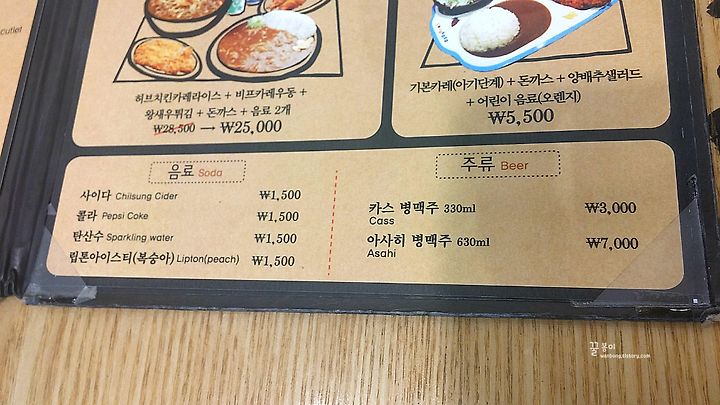 cutlet
허브치킨카레라이스 + 비프카레우동 +
왕새우튀김 + 돈까스 + 음료 2개
₩28,500 → ₩25,000
기본카레(아기단계) + 돈까스 + 양배추샐러드
+ 어린이 음료(오렌지)
₩5,500
음료 Soda
사이다 Chilsung Cider ₩1,500
콜라 Pepsi Coke ₩1,500
탄산수 Sparkling water ₩1,500
립톤아이스티(복숭아) Lipton(peach) ₩1,500
주류 Beer
카스 병맥주 330ml ₩3,000
Cass
아사히 병맥주 630ml ₩7,000
Asahi
꿀봉이
wanbong.tistory.com